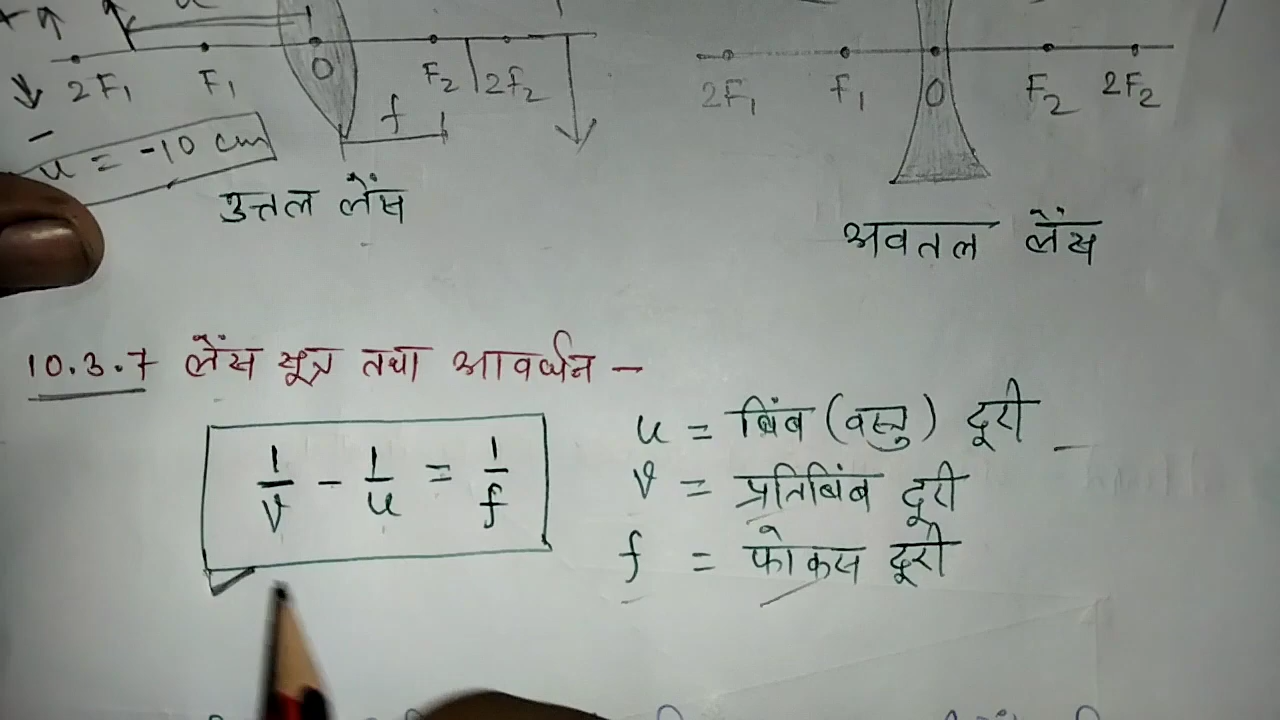 + u
2F₁ F₁ O F₂ 2f₂
2F₁ f₁ O F₂ 2F₂
-
f
u = -10 cm
उत्तल लेंस
अवतल लेंस
10.3.7 लेंस सूत्र तथा आवर्धन -
1/v - 1/u = 1/f
u = बिंब (वस्तु) दूरी
v = प्रतिबिंब दूरी
f = फोकस दूरी